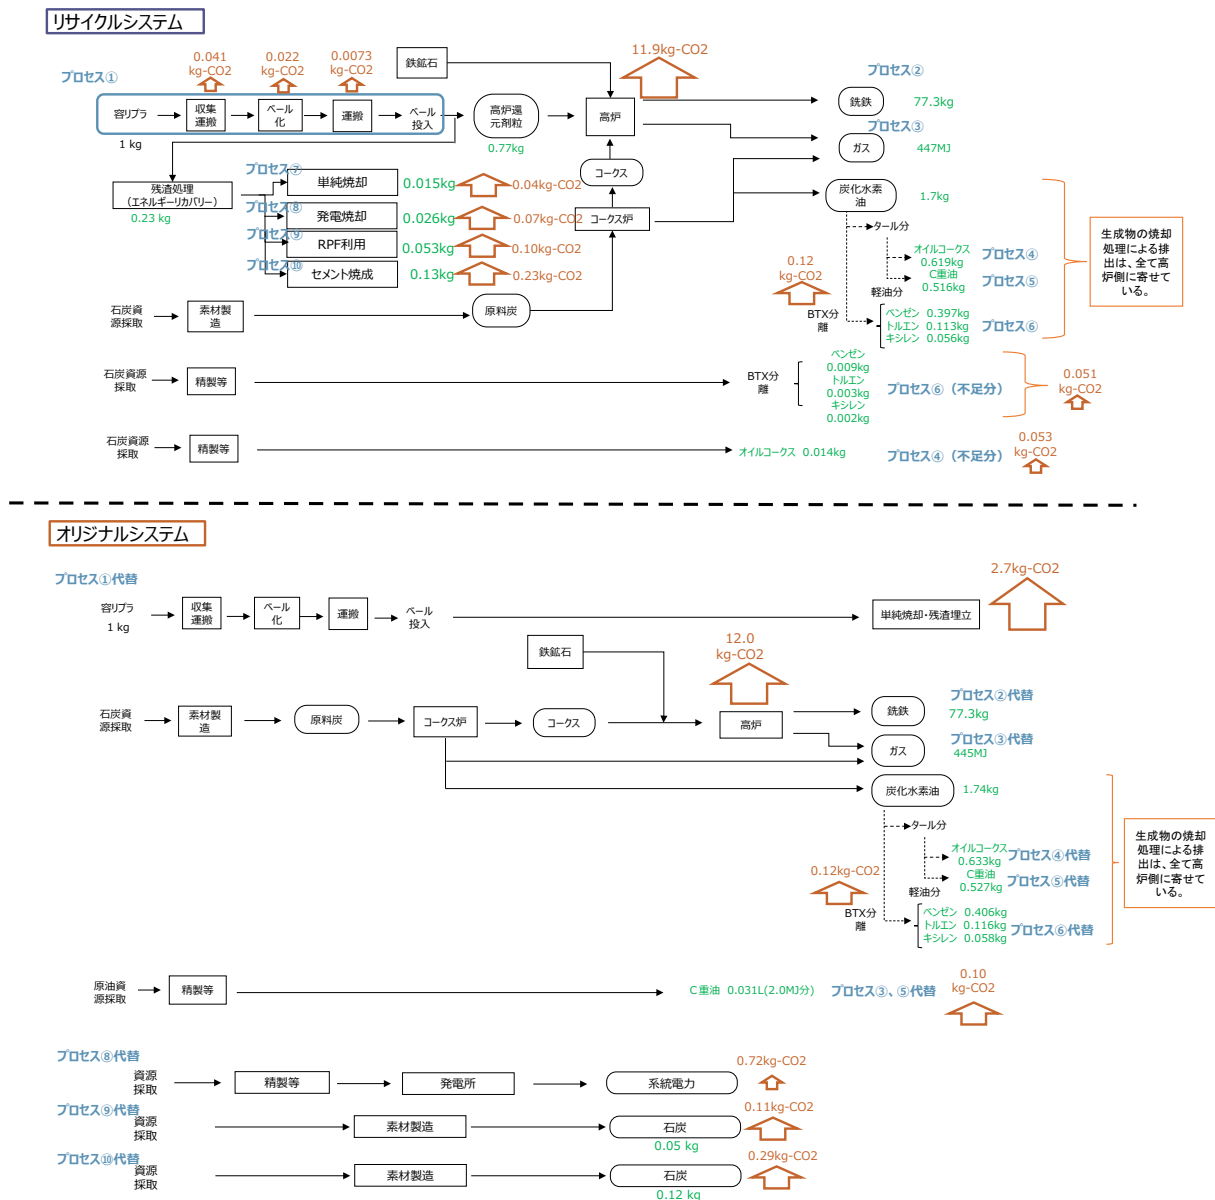 リサイクルシステム
プロセス①
0.041
kg-CO2
0.022
kg-CO2
0.0073
kg-CO2
鉄鉱石
11.9kg-CO2
プロセス②
容リプラ
収集
運搬
ベール
化
運搬
ベール
投入
高炉還
元剤粒
高炉
銑鉄
77.3kg
プロセス③
1 kg
0.77kg
ガス
447MJ
プロセス⑦
単純焼却
0.015kg
0.04kg-CO2
コークス
残渣処理
(エネルギーリカバリー)
0.23 kg
プロセス⑧
発電焼却
0.026kg
0.07kg-CO2
コークス炉
炭化水素
油
1.7kg
プロセス⑨
RPF利用
0.053kg
0.10kg-CO2
タール分
生成物の焼却
処理による排
出は、全て高
炉側に寄せて
いる。
プロセス⑩
セメント焼成
0.13kg
0.23kg-CO2
0.12
kg-CO2
オイルコークス
0.619kg
プロセス④
C重油
0.516kg
プロセス⑤
軽油分
石炭資
源採取
素材製
造
原料炭
BTX分
離
ベンゼン 0.397kg
トルエン 0.113kg
キシレン 0.056kg
プロセス⑥
石炭資源
採取
精製等
BTX分
離
ベンゼン
0.009kg
トルエン
0.003kg
キシレン
0.002kg
プロセス⑥（不足分）
0.051
kg-CO2
石炭資源
採取
精製等
オイルコークス 0.014kg
プロセス④（不足分）
0.053
kg-CO2
オリジナルシステム
プロセス①代替
2.7kg-CO2
容リプラ
1 kg
収集
運搬
ベール
化
運搬
ベール
投入
単純焼却・残渣埋立
鉄鉱石
12.0
kg-CO2
石炭資
源採取
素材製
造
原料炭
コークス炉
コークス
高炉
プロセス②代替
銑鉄
77.3kg
プロセス③代替
ガス
445MJ
炭化水素油
1.74kg
タール分
生成物の焼却
処理による排
出は、全て高
炉側に寄せて
いる。
0.12kg-CO2
オイルコークス
0.633kg
プロセス④代替
C重油
0.527kg
プロセス⑤代替
軽油分
BTX分
離
ベンゼン 0.406kg
トルエン 0.116kg
キシレン 0.058kg
プロセス⑥代替
原油資
源採取
精製等
C重油 0.031L(2.0MJ分)
プロセス③、⑤代替
0.10
kg-CO2
プロセス⑧代替
資源
採取
精製等
発電所
系統電力
0.72kg-CO2
プロセス⑨代替
資源
採取
素材製造
石炭
0.05 kg
0.11kg-CO2
プロセス⑩代替
資源
採取
素材製造
石炭
0.12 kg
0.29kg-CO2